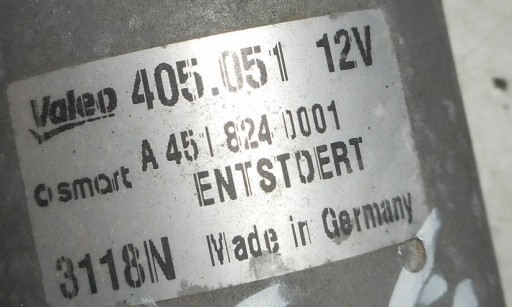 Valeo 405.051 12V
A 451 824 0001
smart ENTSTOERT
3118N Made in Germany